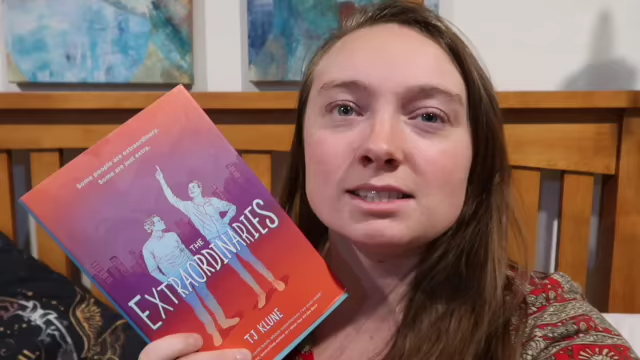 Some people are extraordinary.
Some are just extra.
THE
EXTRAORDINARIES
TJ KLUNE